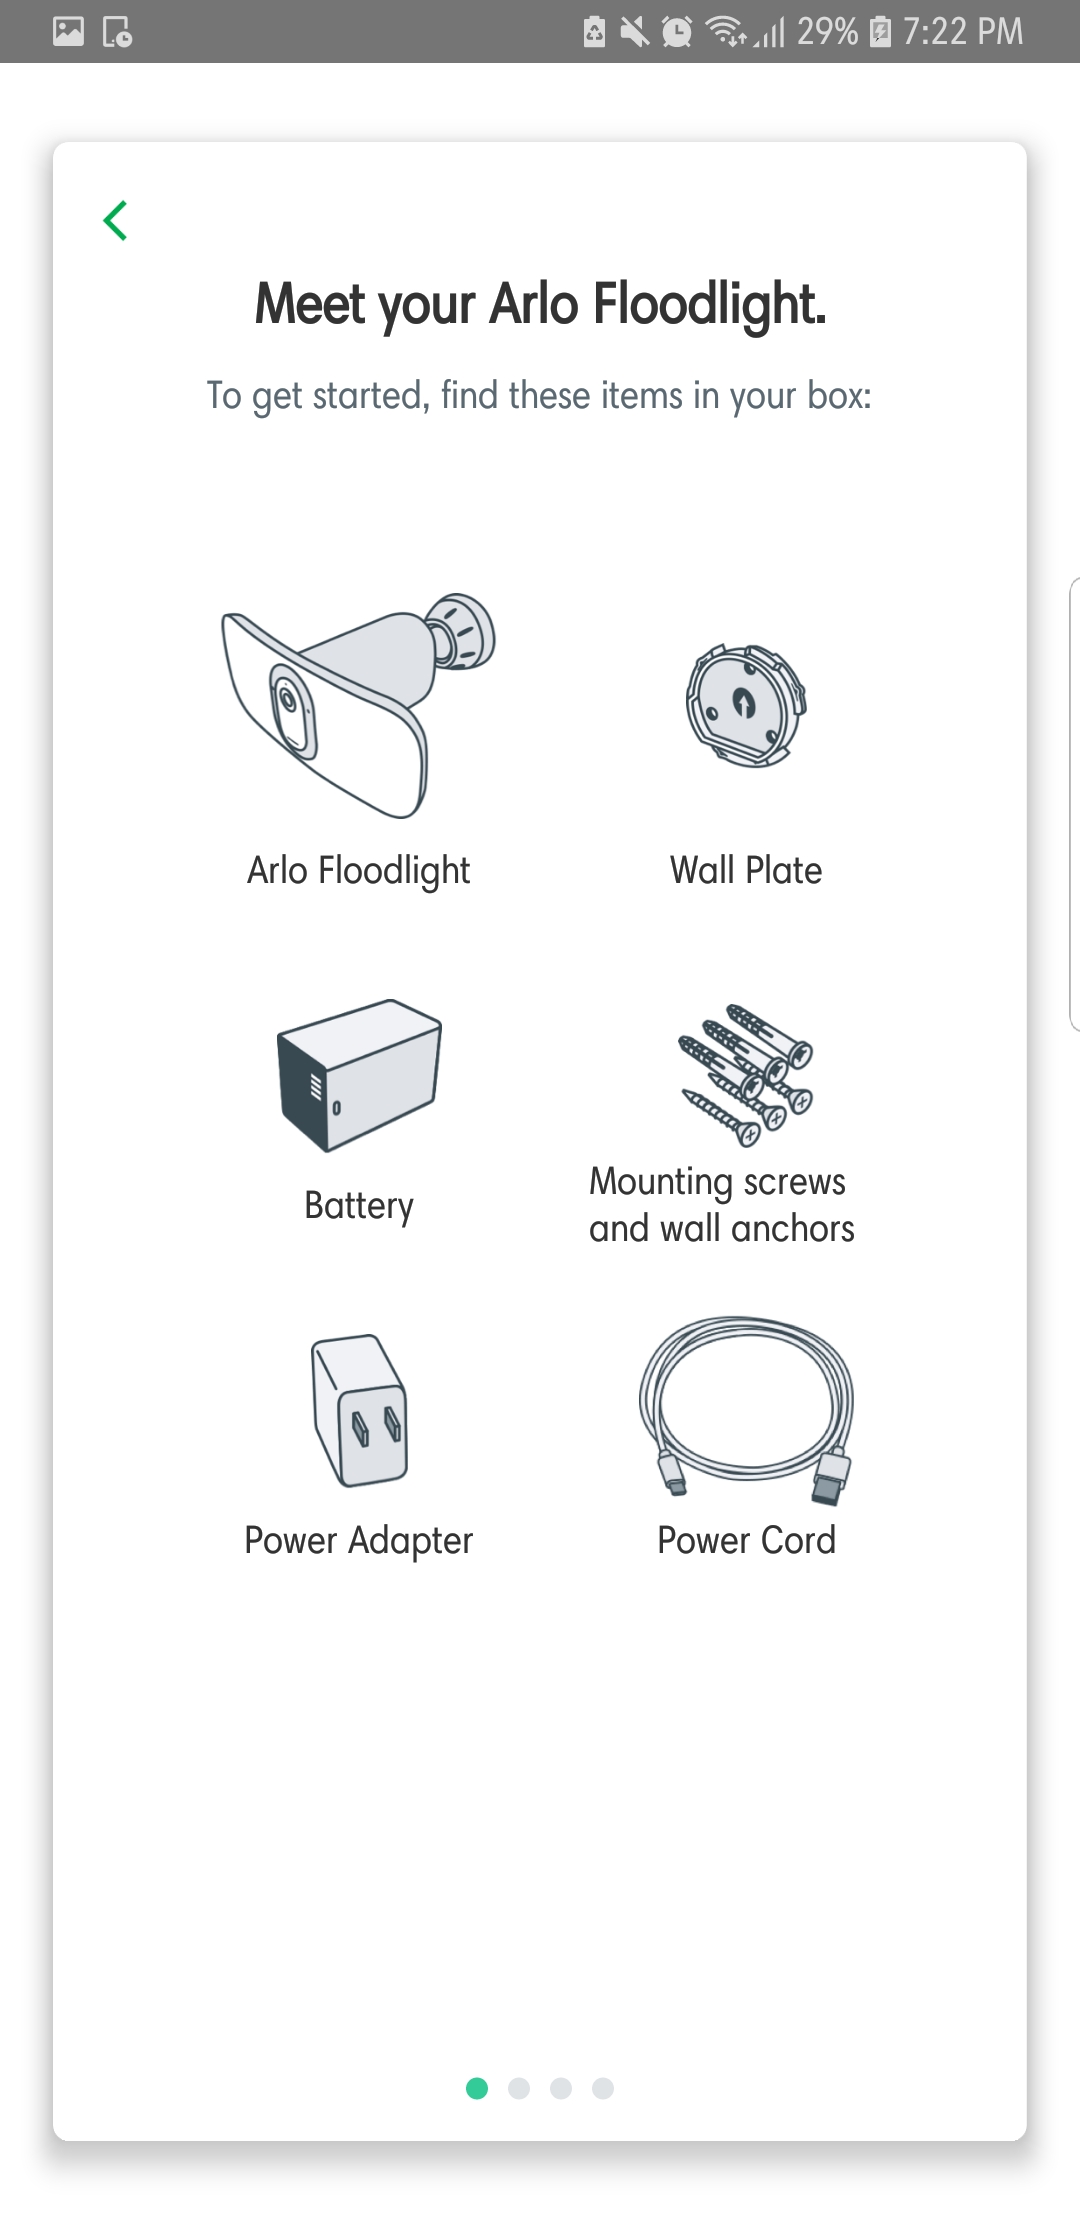 29% 7:22 PM
Meet your Arlo Floodlight.
To get started, find these items in your box:
Arlo Floodlight
Wall Plate
Battery
Mounting screws
and wall anchors
Power Adapter
Power Cord